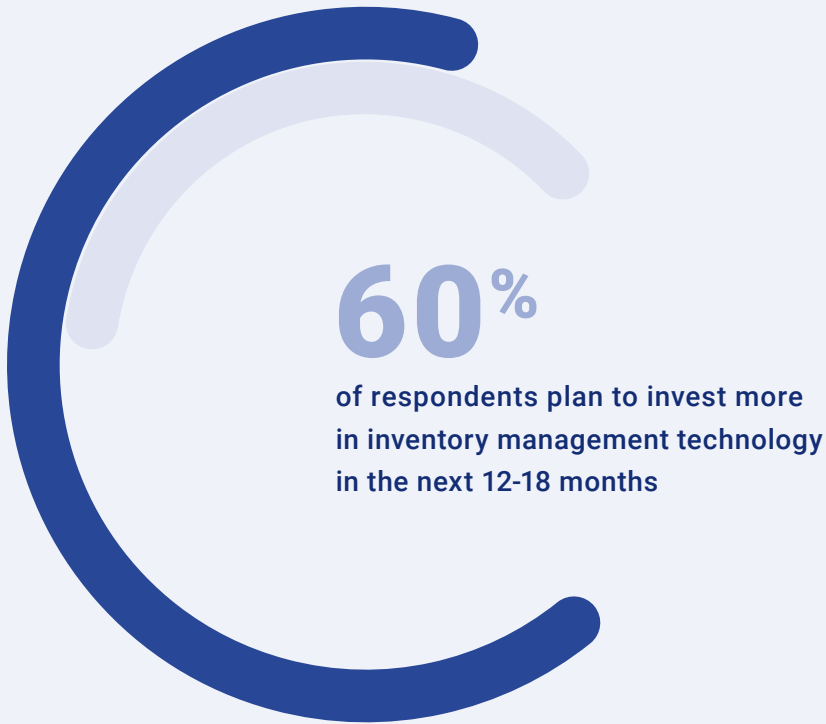 60%
of respondents plan to invest more
in inventory management technology
in the next 12-18 months